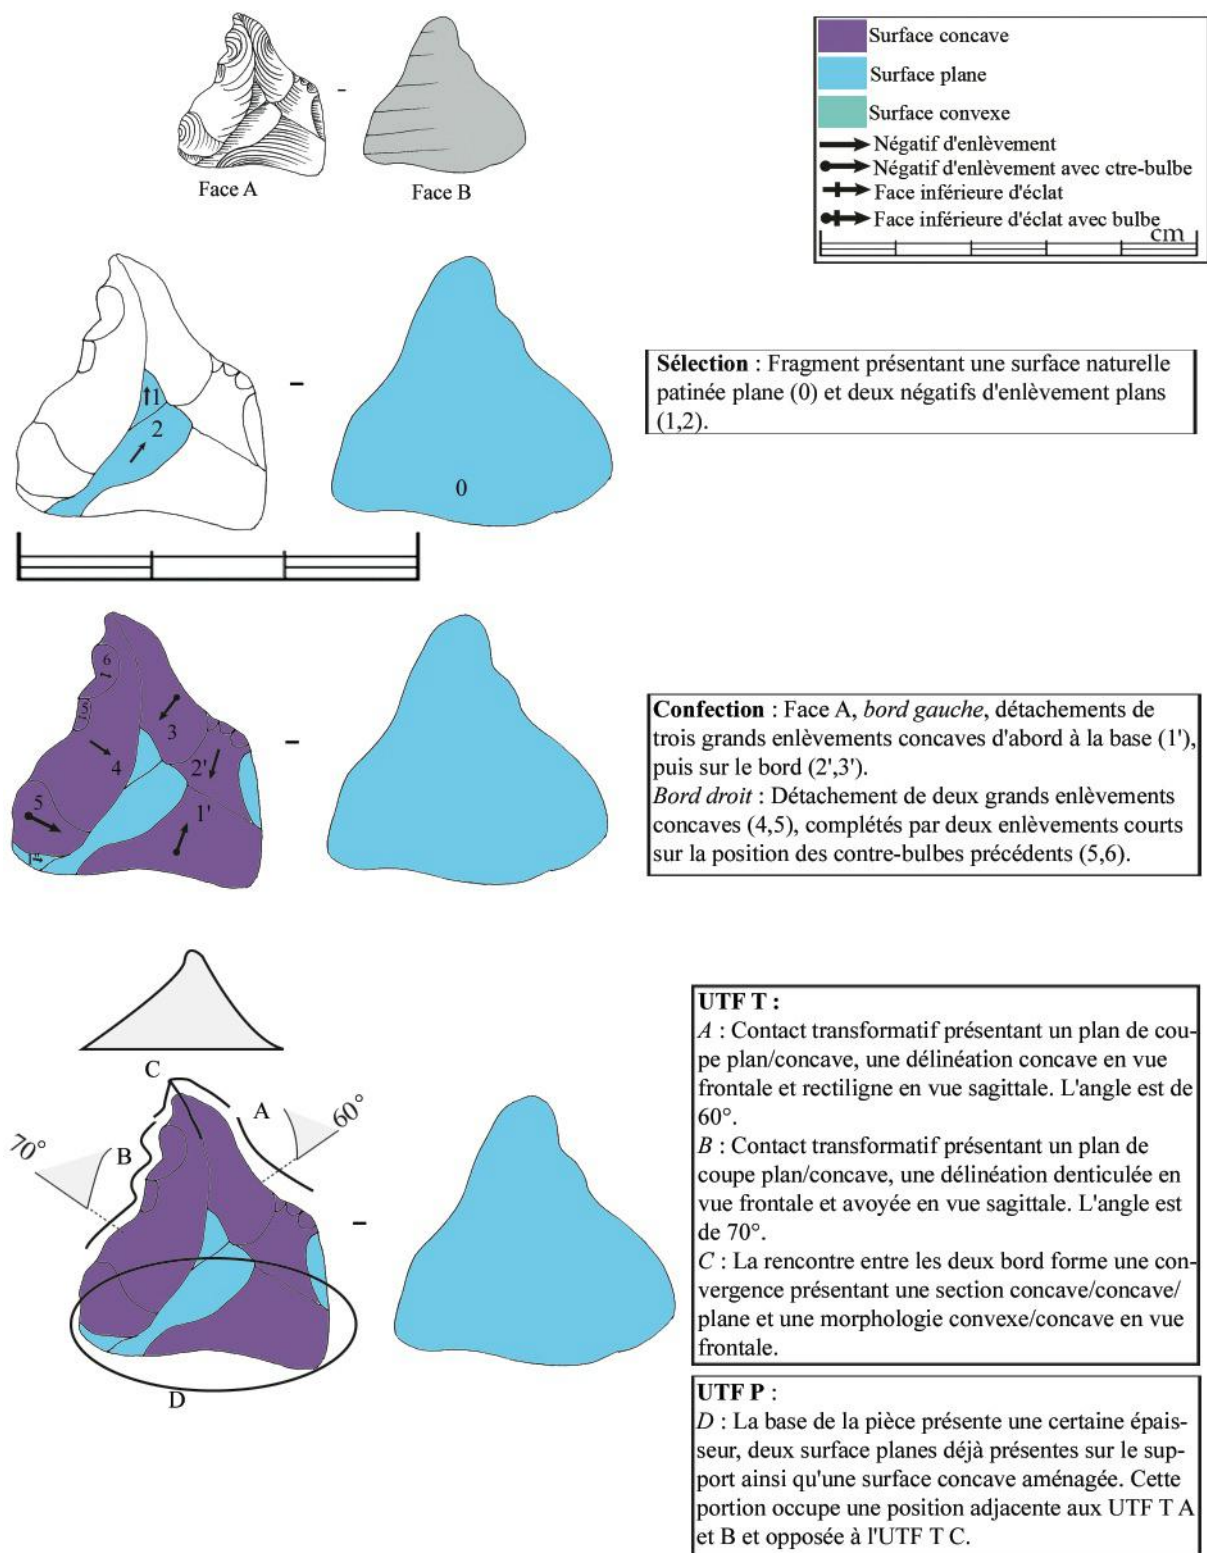 Surface concave
Surface plane
Surface convexe
Négatif d'enlèvement
Négatif d'enlèvement avec ctre-bulbe
Face inférieure d'éclat
Face inférieure d'éclat avec bulbe
cm
Face A
Face B
1
2
0
Sélection : Fragment présentant une surface naturelle
patinée plane (0) et deux négatifs d'enlèvement plans
(1,2).
6
5
3
4
2'
5
1'
Confection : Face A, bord gauche, détachements de
trois grands enlèvements concaves d'abord à la base (1'),
puis sur le bord (2',3').
Bord droit : Détachement de deux grands enlèvements
concaves (4,5), complétés par deux enlèvements courts
sur la position des contre-bulbes précédents (5,6).
C
A
60°
70°
B
D
UTF T :
A : Contact transformatif présentant un plan de cou-
pe plan/concave, une délinéation concave en vue
frontale et rectiligne en vue sagittale. L'angle est de
60°.
B : Contact transformatif présentant un plan de
coupe plan/concave, une délinéation denticulée en
vue frontale et avoyée en vue sagittale. L'angle est
de 70°.
C : La rencontre entre les deux bord forme une con-
vergence présentant une section concave/concave/
plane et une morphologie convexe/concave en vue
frontale.
UTF P :
D : La base de la pièce présente une certaine épais-
seur, deux surface planes déjà présentes sur le sup-
port ainsi qu'une surface concave aménagée. Cette
portion occupe une position adjacente aux UTF T A
et B et opposée à l'UTF T C.